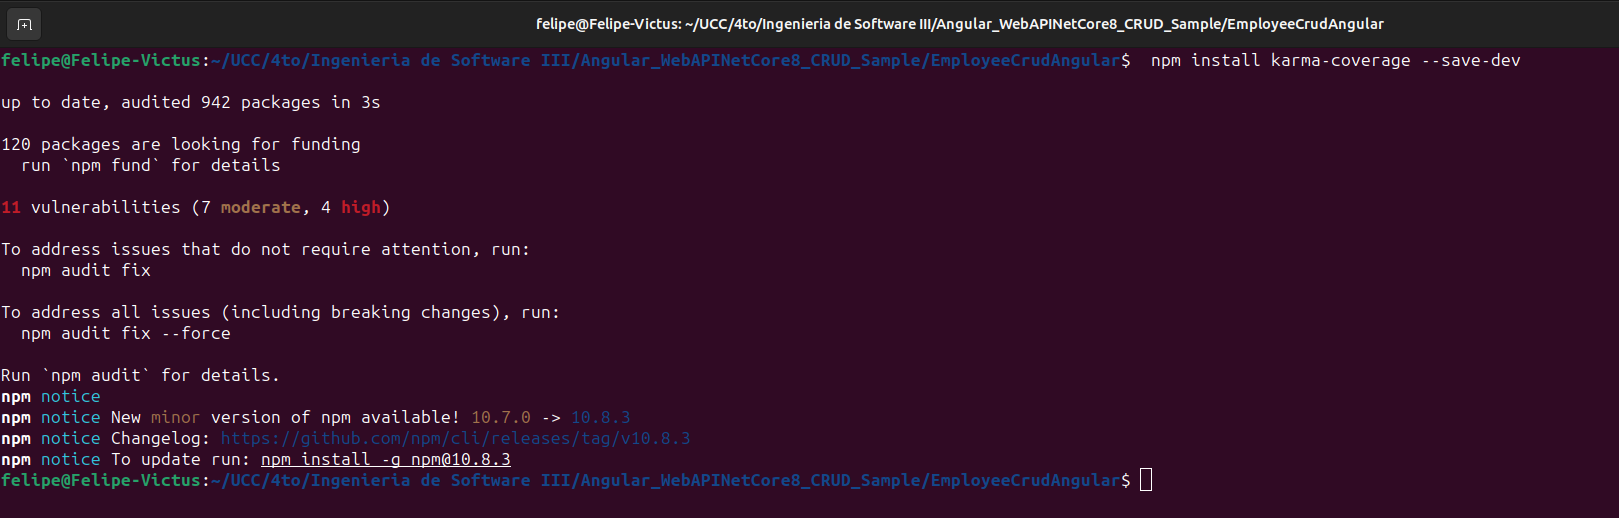 felipe@Felipe-Victus: ~/UCC/4to/Ingenieria de Software III/Angular_WebAPINetCore8_CRUD_Sample/EmployeeCrudAngular
felipe@Felipe-Victus:~/UCC/4to/Ingenieria de Software III/Angular_WebAPINetCore8_CRUD_Sample/EmployeeCrudAngular$  npm install karma-coverage --save-dev
up to date, audited 942 packages in 3s
120 packages are looking for funding
  run `npm fund` for details
11 vulnerabilities (7 moderate, 4 high)
To address issues that do not require attention, run:
  npm audit fix
To address all issues (including breaking changes), run:
  npm audit fix --force
Run `npm audit` for details.
npm notice
npm notice New minor version of npm available! 10.7.0 -> 10.8.3
npm notice Changelog: https://github.com/npm/cli/releases/tag/v10.8.3
npm notice To update run: npm install -g npm@10.8.3
felipe@Felipe-Victus:~/UCC/4to/Ingenieria de Software III/Angular_WebAPINetCore8_CRUD_Sample/EmployeeCrudAngular$